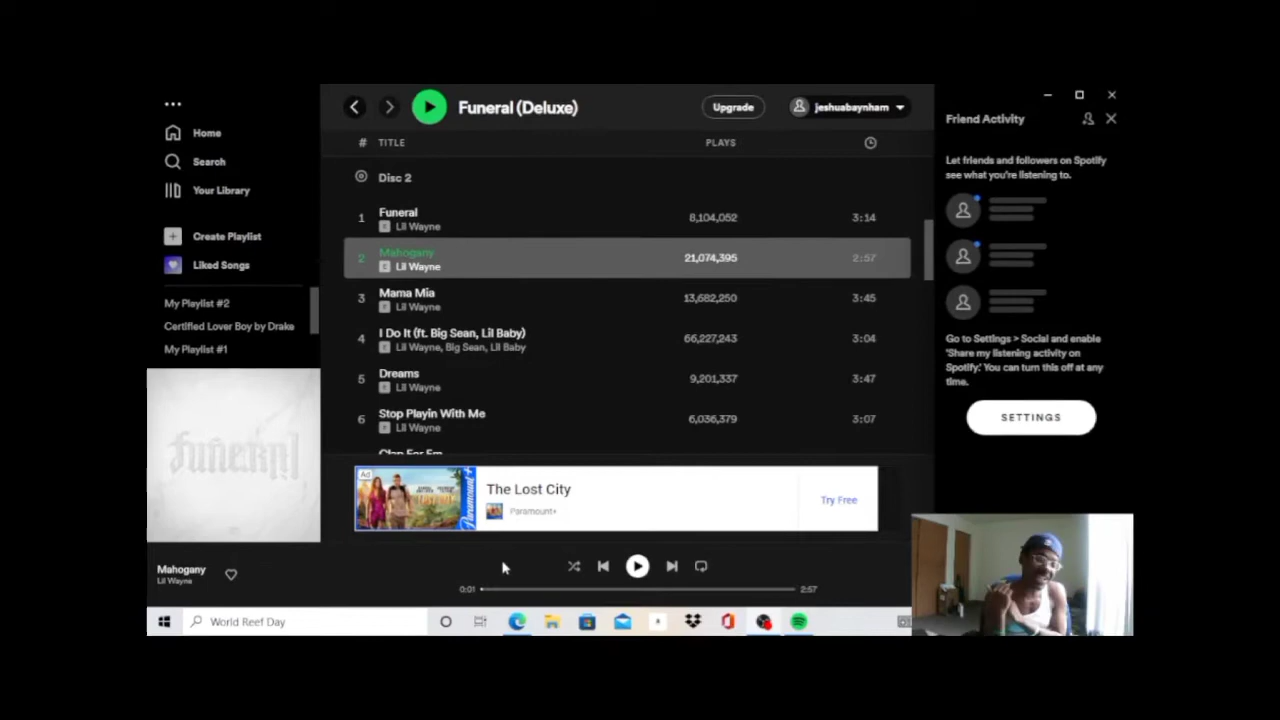 Home
Search
Your Library
Create Playlist
Liked Songs
My Playlist #2
Certified Lover Boy by Drake
My Playlist #1
funeral
Mahogany
Lil Wayne
Funeral (Deluxe)
Upgrade
jeshuabaynham
# TITLE PLAYS
Disc 2
1 Funeral 8,104,052 3:14
E Lil Wayne
2 Mahogany 21,074,395 2:57
E Lil Wayne
3 Mama Mia 13,682,250 3:45
E Lil Wayne
4 I Do It (ft. Big Sean, Lil Baby) 66,227,243 3:04
E Lil Wayne, Big Sean, Lil Baby
5 Dreams 9,201,337 3:47
E Lil Wayne
6 Stop Playin With Me 6,036,379 3:07
E Lil Wayne
Clap For Em
Ad
Paramount+
The Lost City
Paramount+
Try Free
0:01 2:57
Friend Activity
Let friends and followers on Spotify
see what you're listening to.
Go to Settings > Social and enable
'Share my listening activity on
Spotify.' You can turn this off at any
time.
SETTINGS
World Reef Day